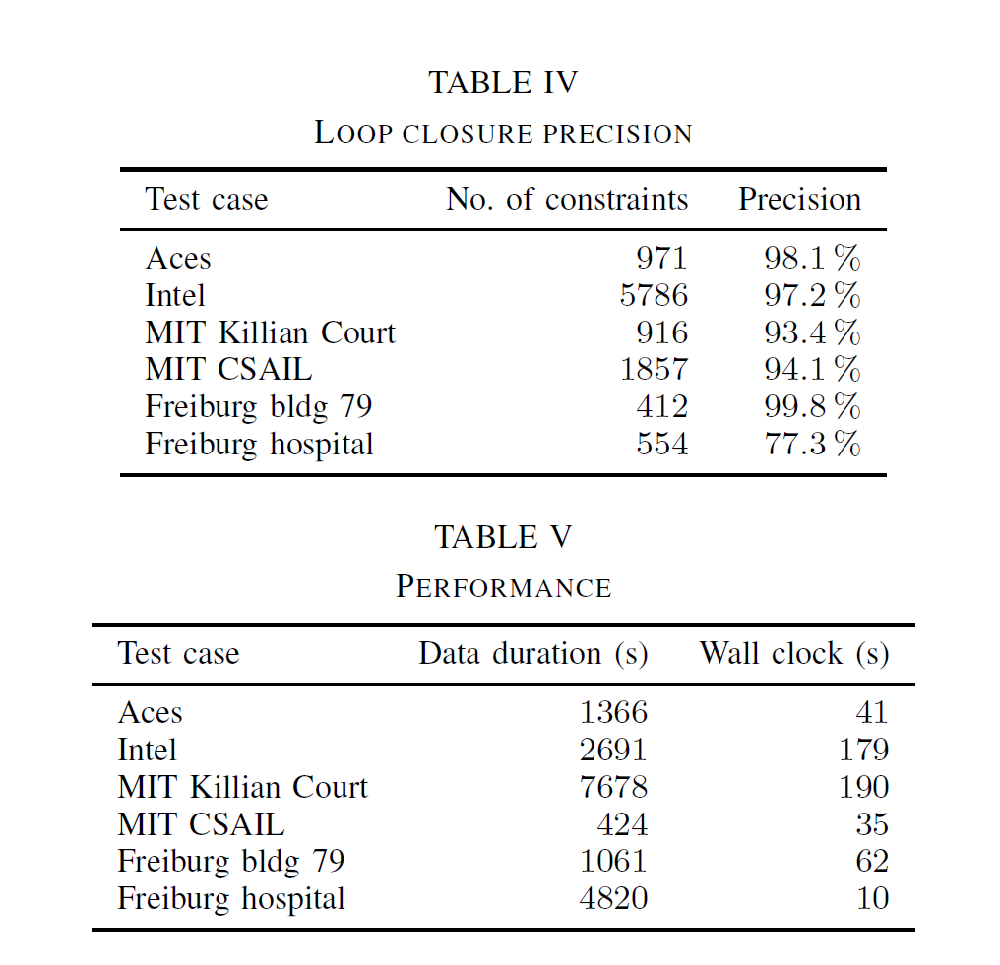 TABLE IV
LOOP CLOSURE PRECISION
Test case No. of constraints Precision
Aces 971 98.1 %
Intel 5786 97.2 %
MIT Killian Court 916 93.4 %
MIT CSAIL 1857 94.1 %
Freiburg bldg 79 412 99.8 %
Freiburg hospital 554 77.3 %
TABLE V
PERFORMANCE
Test case Data duration (s) Wall clock (s)
Aces 1366 41
Intel 2691 179
MIT Killian Court 7678 190
MIT CSAIL 424 35
Freiburg bldg 79 1061 62
Freiburg hospital 4820 10